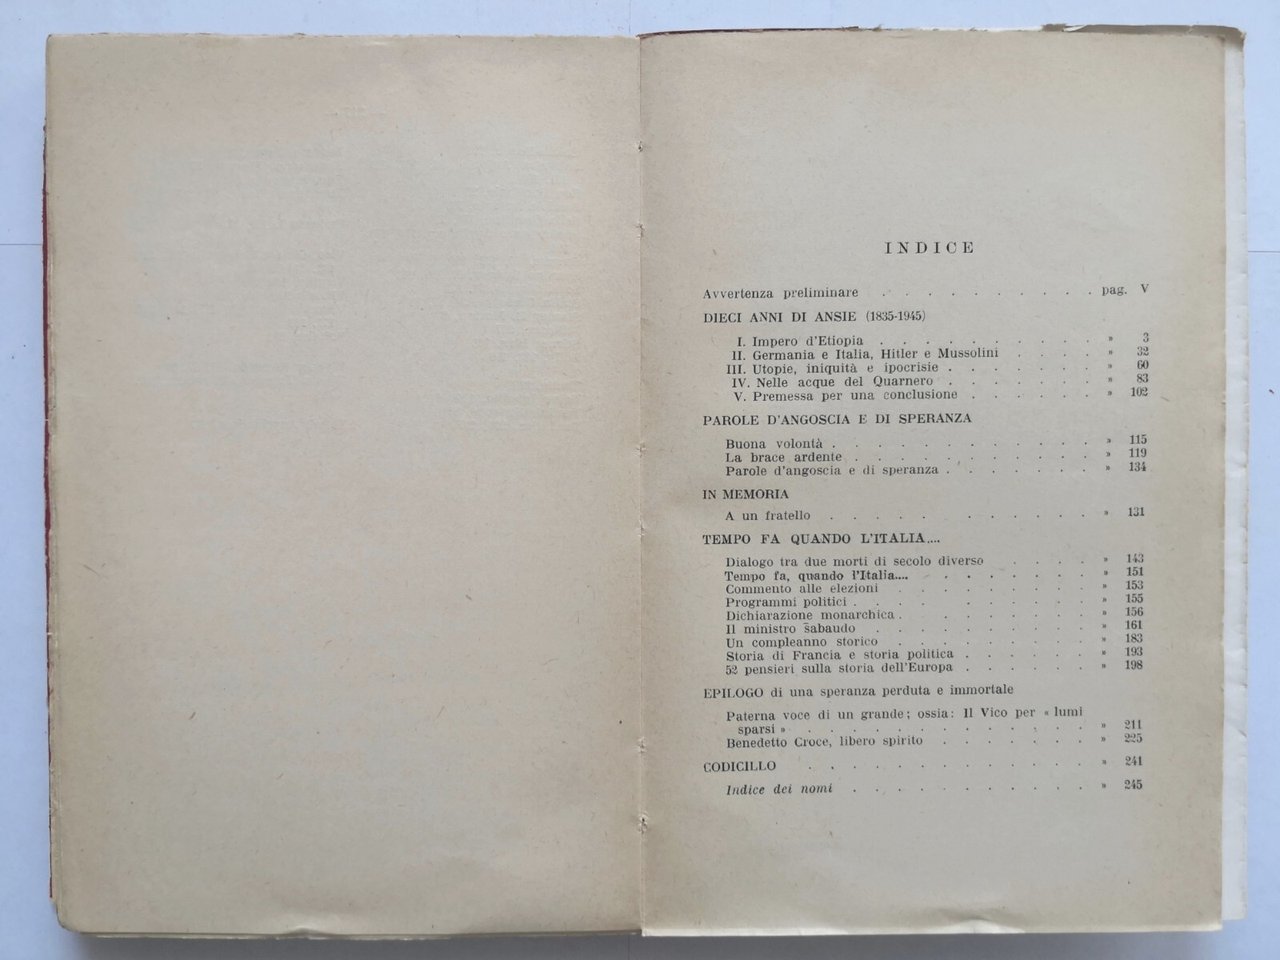 INDICE
Avvertenza preliminare . . . . . . . . . . pag. V
DIECI ANNI DI ANSIE (1835-1945)
I. Impero d'Etiopia . . . . . . . . . . » 3
II. Germania e Italia, Hitler e Mussolini . . . . » 32
III. Utopie, iniquità e ipocrisie . . . . . . . » 60
IV. Nelle acque del Quarnero . . . . . . . » 83
V. Premessa per una conclusione . . . . . . » 102
PAROLE D'ANGOSCIA E DI SPERANZA
Buona volontà . . . . . . . . . . . . » 115
La brace ardente . . . . . . . . . . . » 119
Parole d'angoscia e di speranza . . . . . . . » 134
IN MEMORIA
A un fratello . . . . . . . . . . . » 131
TEMPO FA QUANDO L'ITALIA....
Dialogo tra due morti di secolo diverso . . . . » 143
Tempo fa, quando l'Italia.... . . . . . . . . » 151
Commento alle elezioni . . . . . . . . . » 153
Programmi politici . . . . . . . . . . » 155
Dichiarazione monarchica . . . . . . . . . » 156
Il ministro sabaudo . . . . . . . . . . » 161
Un compleanno storico . . . . . . . . . » 183
Storia di Francia e storia politica . . . . . . » 193
52 pensieri sulla storia dell'Europa . . . . . . » 198
EPILOGO di una speranza perduta e immortale
Paterna voce di un grande; ossia: Il Vico per « lumi
sparsi » . . . . . . . . . . . . . » 211
Benedetto Croce, libero spirito . . . . . . . » 225
CODICILLO . . . . . . . . . . . . . » 241
Indice dei nomi . . . . . . . . . . . » 245